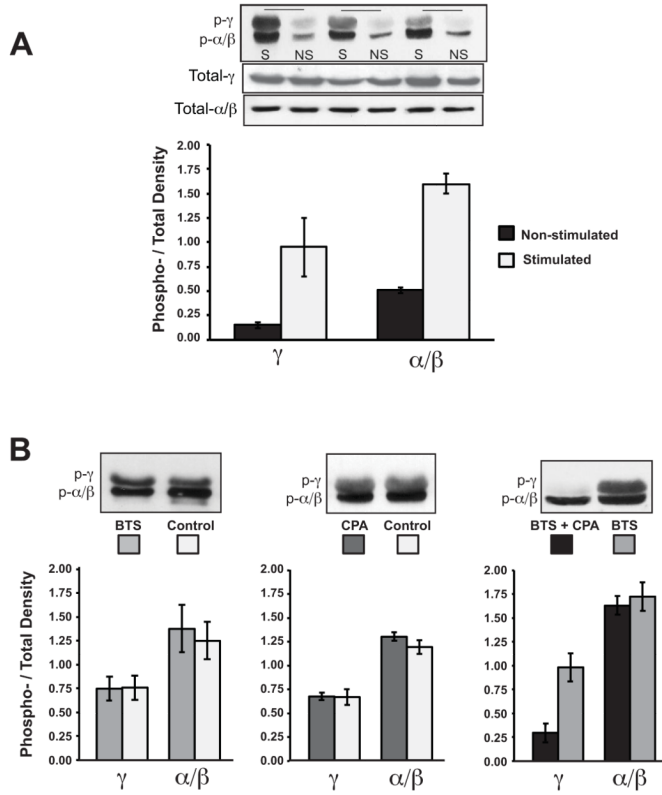 A
p-γ
p-α/β
S NS S NS S NS
Total-γ
Total-α/β
Phospho- / Total Density
2.00
1.75
1.50
1.25
1.00
0.75
0.50
0.25
0.00
γ α/β
Non-stimulated
Stimulated
B
p-γ
p-α/β
BTS Control
Phospho- / Total Density
2.00
1.75
1.50
1.25
1.00
0.75
0.50
0.25
0.00
γ α/β
p-γ
p-α/β
CPA Control
2.00
1.75
1.50
1.25
1.00
0.75
0.50
0.25
0.00
γ α/β
p-γ
p-α/β
BTS + CPA BTS
2.00
1.75
1.50
1.25
1.00
0.75
0.50
0.25
0.00
γ α/β